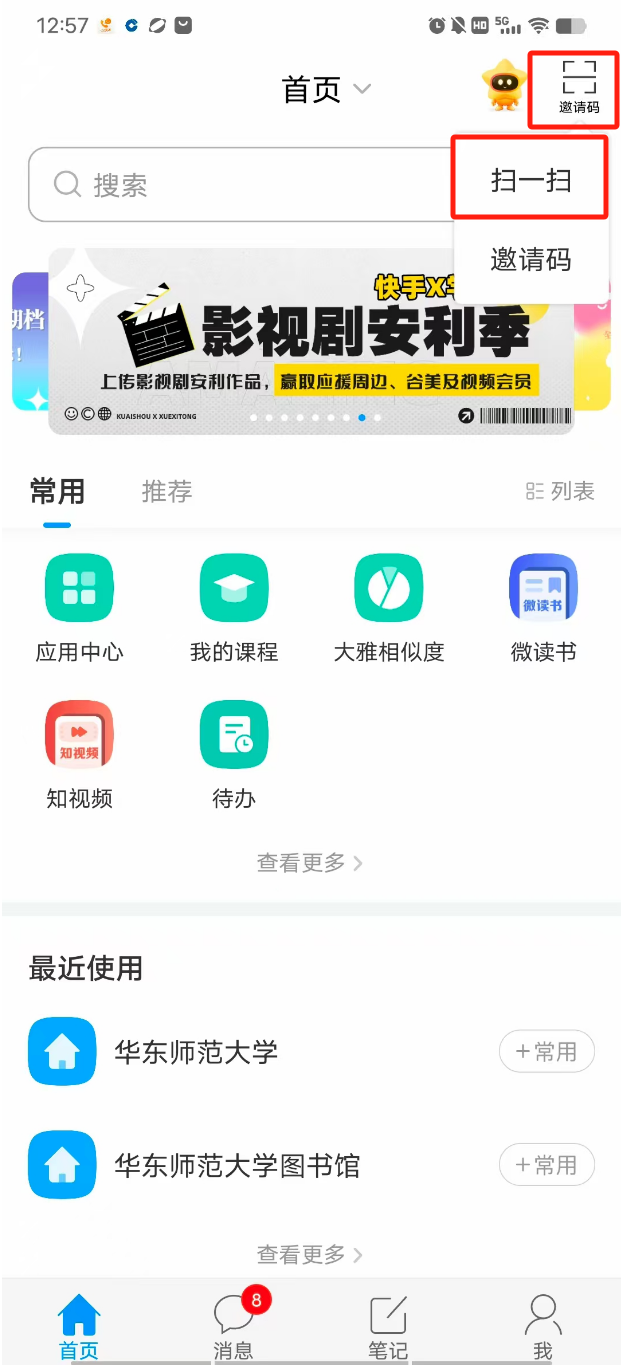 12:57
HD 5G
首页
邀请码
搜索
扫一扫
邀请码
期档
快手X学
影视剧安利季
上传影视剧安利作品，赢取应援周边、谷美及视频会员
KUAISHOU X XUEXITONG
常用 推荐 列表
应用中心 我的课程 大雅相似度 微读书
微读书
知视频
知视频 待办
查看更多
最近使用
华东师范大学 +常用
华东师范大学图书馆 +常用
查看更多
8
首页 消息 笔记 我